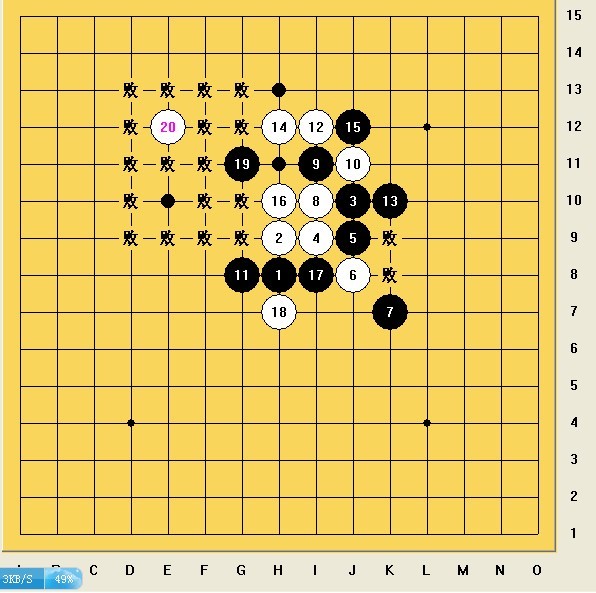 15
14
败 败 败 败 13
败 20 败 败 14 12 15 12
败 败 败 19 9 10 11
败 败 败 16 8 3 13 10
败 败 败 败 2 4 5 败 9
11 1 17 6 败 8
18 7 7
6
5
4
3
2
1
C D E F G H I J K L M N O
3KB/S 49%